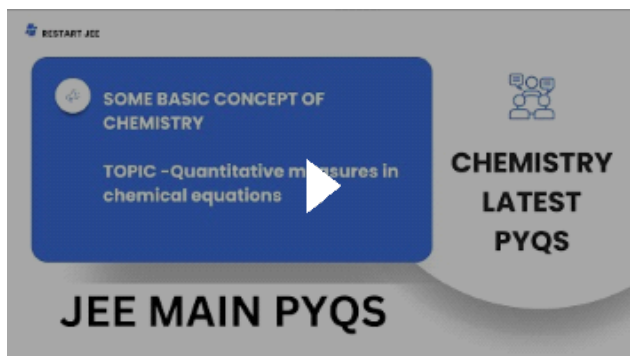 RESTART JEE
SOME BASIC CONCEPT OF
CHEMISTRY
TOPIC -Quantitative measures in
chemical equations
CHEMISTRY
LATEST
PYQS
JEE MAIN PYQS